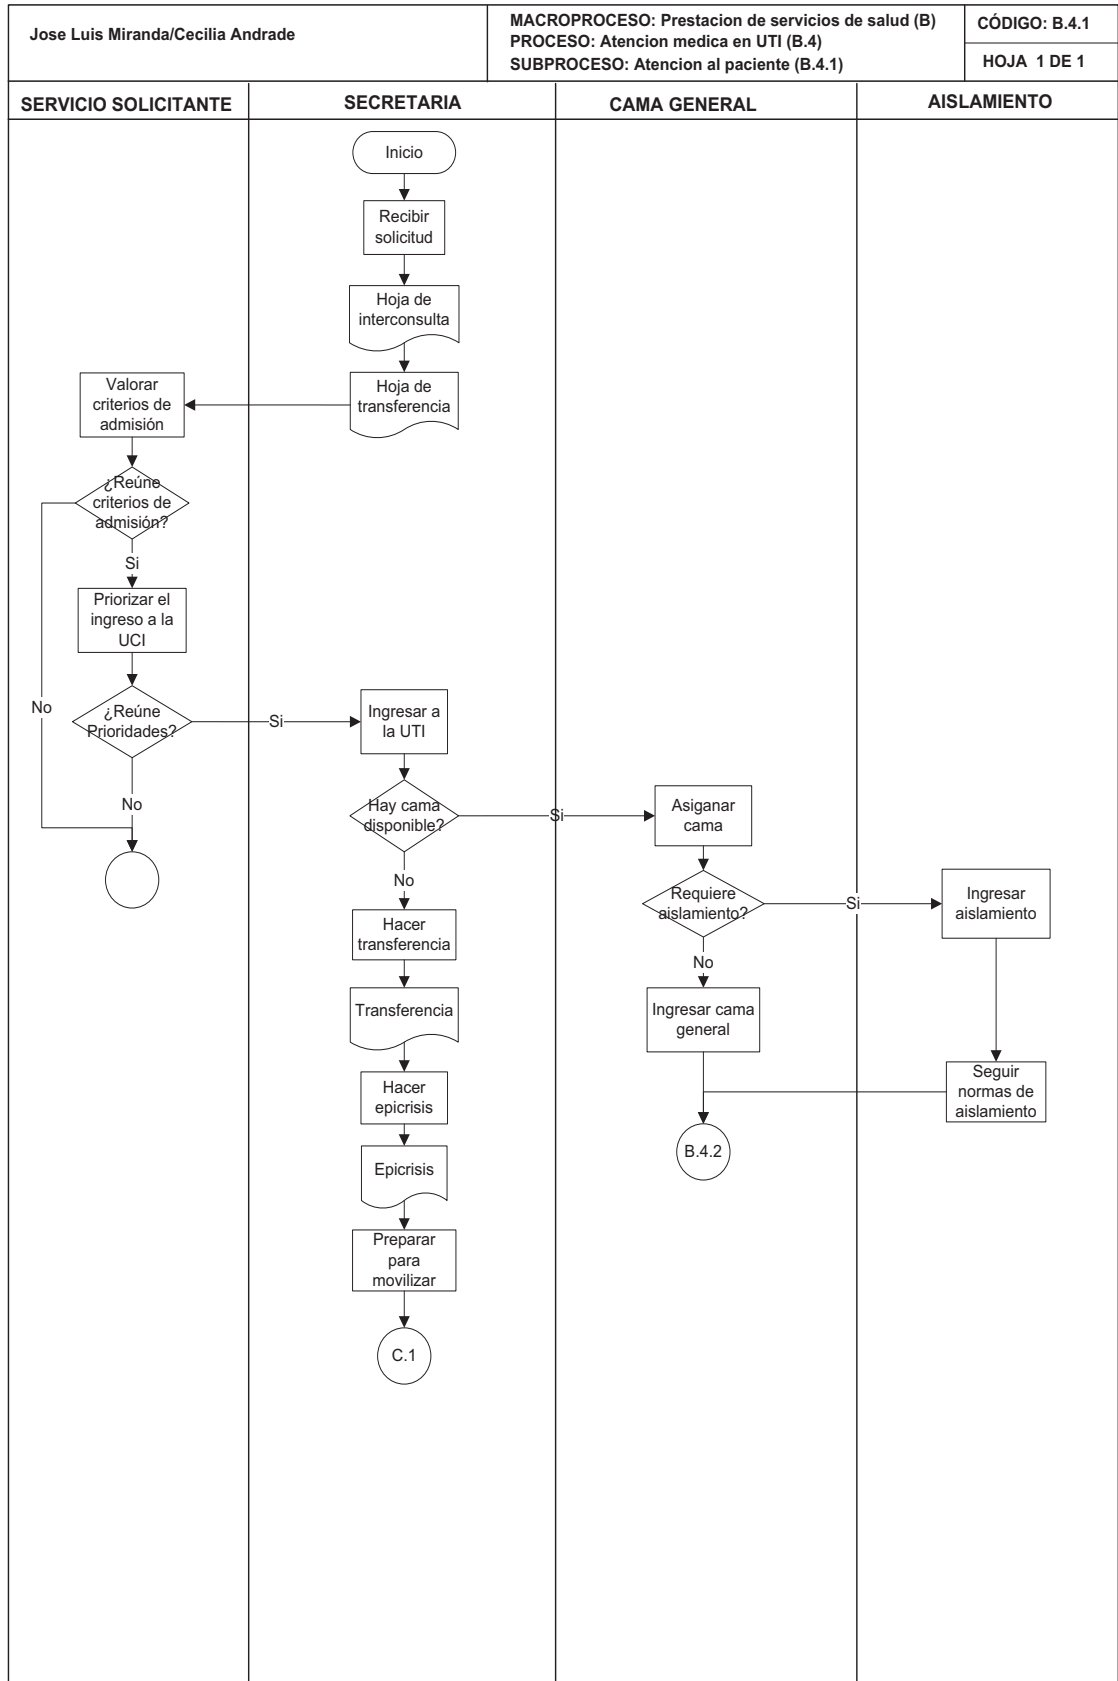 Jose Luis Miranda/Cecilia Andrade
MACROPROCESO: Prestacion de servicios de salud (B)
PROCESO: Atencion medica en UTI (B.4)
SUBPROCESO: Atencion al paciente (B.4.1)
CÓDIGO: B.4.1
HOJA 1 DE 1
SERVICIO SOLICITANTE
SECRETARIA
CAMA GENERAL
AISLAMIENTO
Inicio
Recibir
solicitud
Hoja de
interconsulta
Hoja de
transferencia
Valorar
criterios de
admisión
¿Reúne
criterios de
admisión?
Si
Priorizar el
ingreso a la
UCI
No
¿Reúne
Prioridades?
Si
No
Ingresar a
la UTI
Hay cama
disponible?
Si
No
Asiganar
cama
Requiere
aislamiento?
Si
No
Ingresar
aislamiento
Hacer
transferencia
Transferencia
Ingresar cama
general
Seguir
normas de
aislamiento
Hacer
epicrisis
B.4.2
Epicrisis
Preparar
para
movilizar
C.1